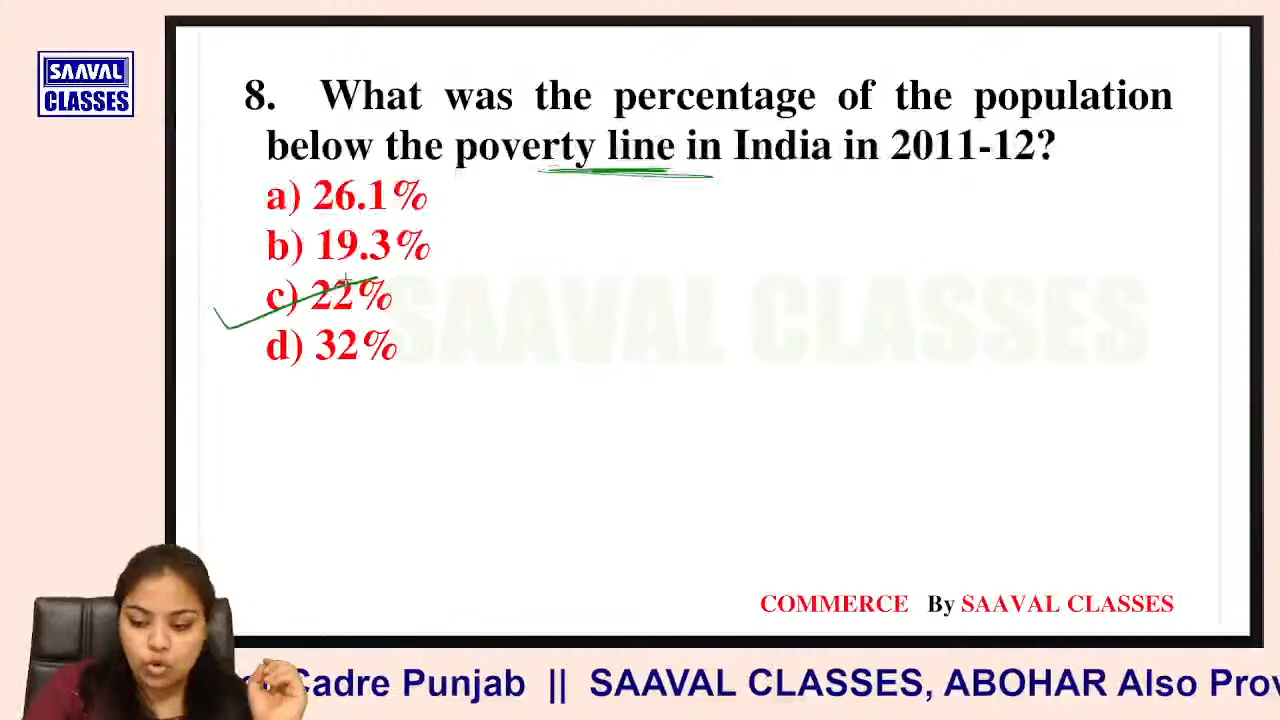 SAAVAL
CLASSES
8. What was the percentage of the population
below the poverty line in India in 2011-12?
a) 26.1%
b) 19.3%
c) 22%
d) 32%
SAAVAL CLASSES
COMMERCE By SAAVAL CLASSES
Cadre Punjab || SAAVAL CLASSES, ABOHAR Also Prov